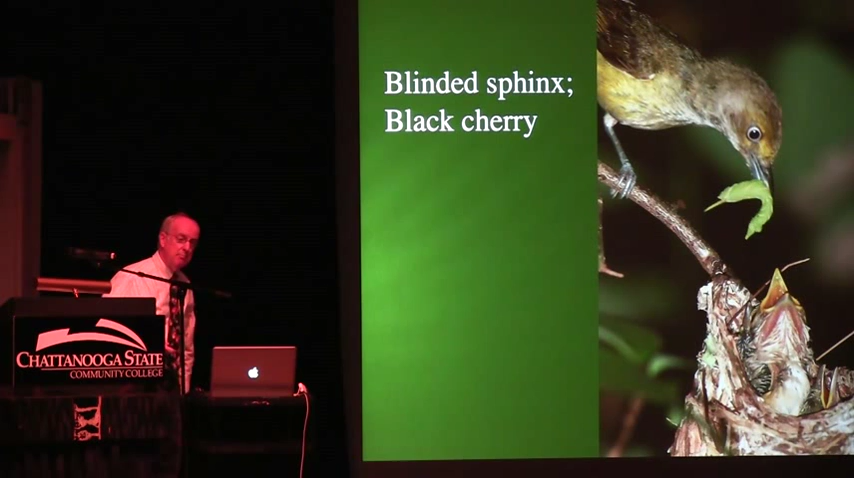 Blinded sphinx;
Black cherry
CHATTANOOGA STATE
COMMUNITY COLLEGE